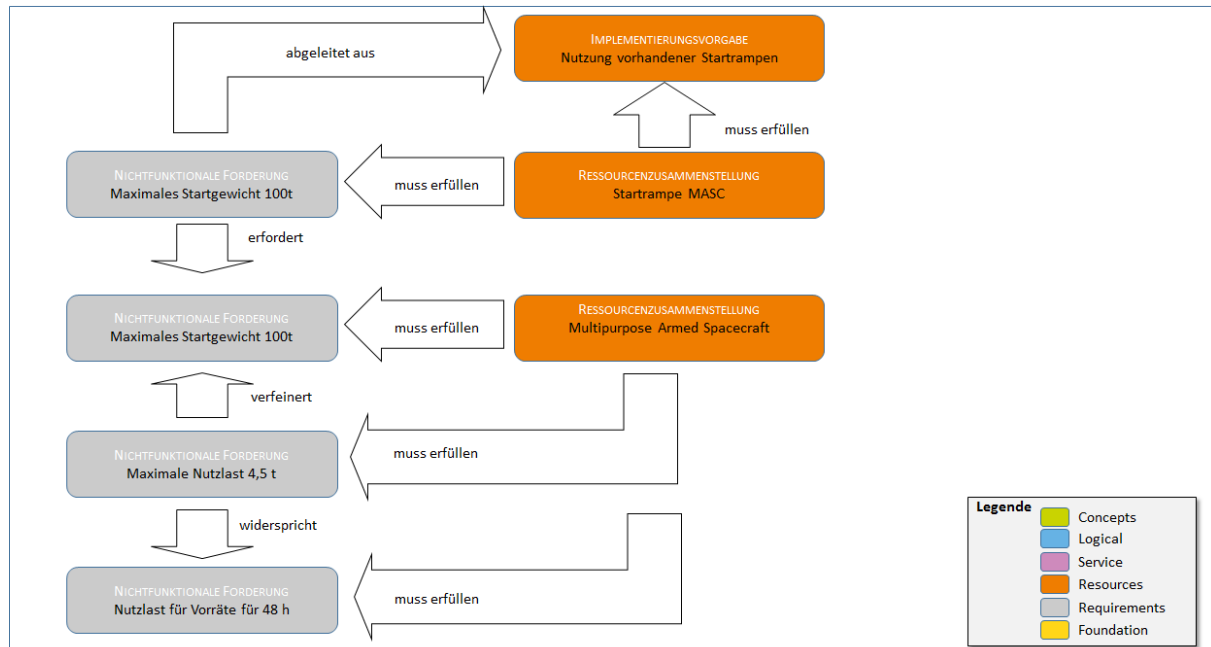 IMPLEMENTIERUNGSVORGABE
Nutzung vorhandener Startrampen
abgeleitet aus
muss erfüllen
NICHTFUNKTIONALE FORDERUNG
Maximales Startgewicht 100t
muss erfüllen
RESSOURCENZUSAMMENSTELLUNG
Startrampe MASC
erfordert
NICHTFUNKTIONALE FORDERUNG
Maximales Startgewicht 100t
muss erfüllen
RESSOURCENZUSAMMENSTELLUNG
Multipurpose Armed Spacecraft
verfeinert
NICHTFUNKTIONALE FORDERUNG
Maximale Nutzlast 4,5 t
muss erfüllen
widerspricht
NICHTFUNKTIONALE FORDERUNG
Nutzlast für Vorräte für 48 h
muss erfüllen
Legende
Concepts
Logical
Service
Resources
Requirements
Foundation